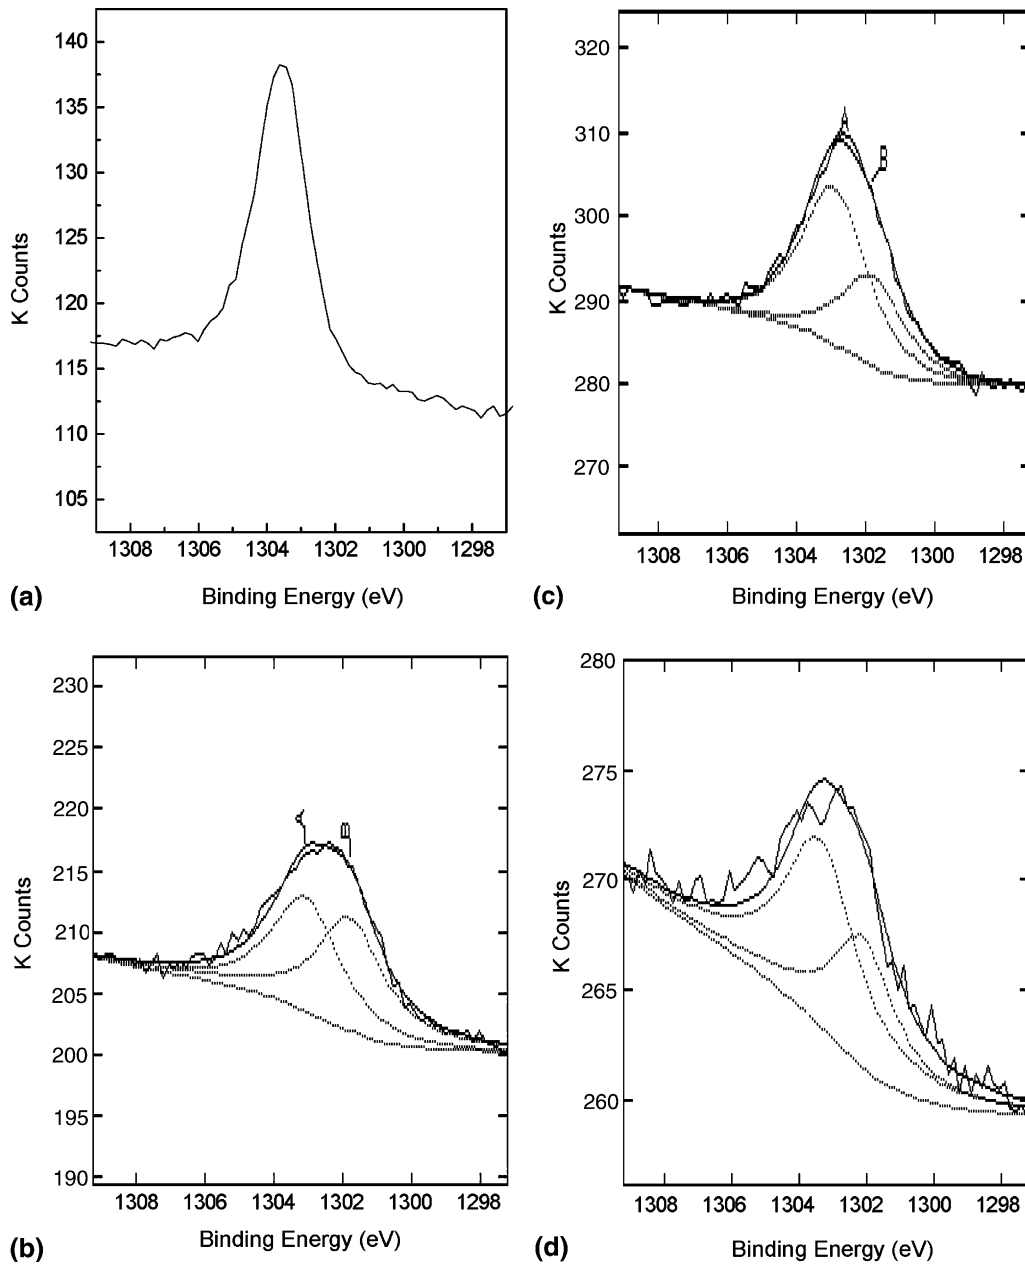 140
135
130
125
120
115
110
105
K Counts
1308 1306 1304 1302 1300 1298
Binding Energy (eV)
(a)
320
310
300
290
280
270
K Counts
B
1308 1306 1304 1302 1300 1298
Binding Energy (eV)
(c)
230
225
220
215
210
205
200
195
190
K Counts
A B
1308 1306 1304 1302 1300 1298
Binding Energy (eV)
(b)
280
275
270
265
260
K Counts
1308 1306 1304 1302 1300 1298
Binding Energy (eV)
(d)